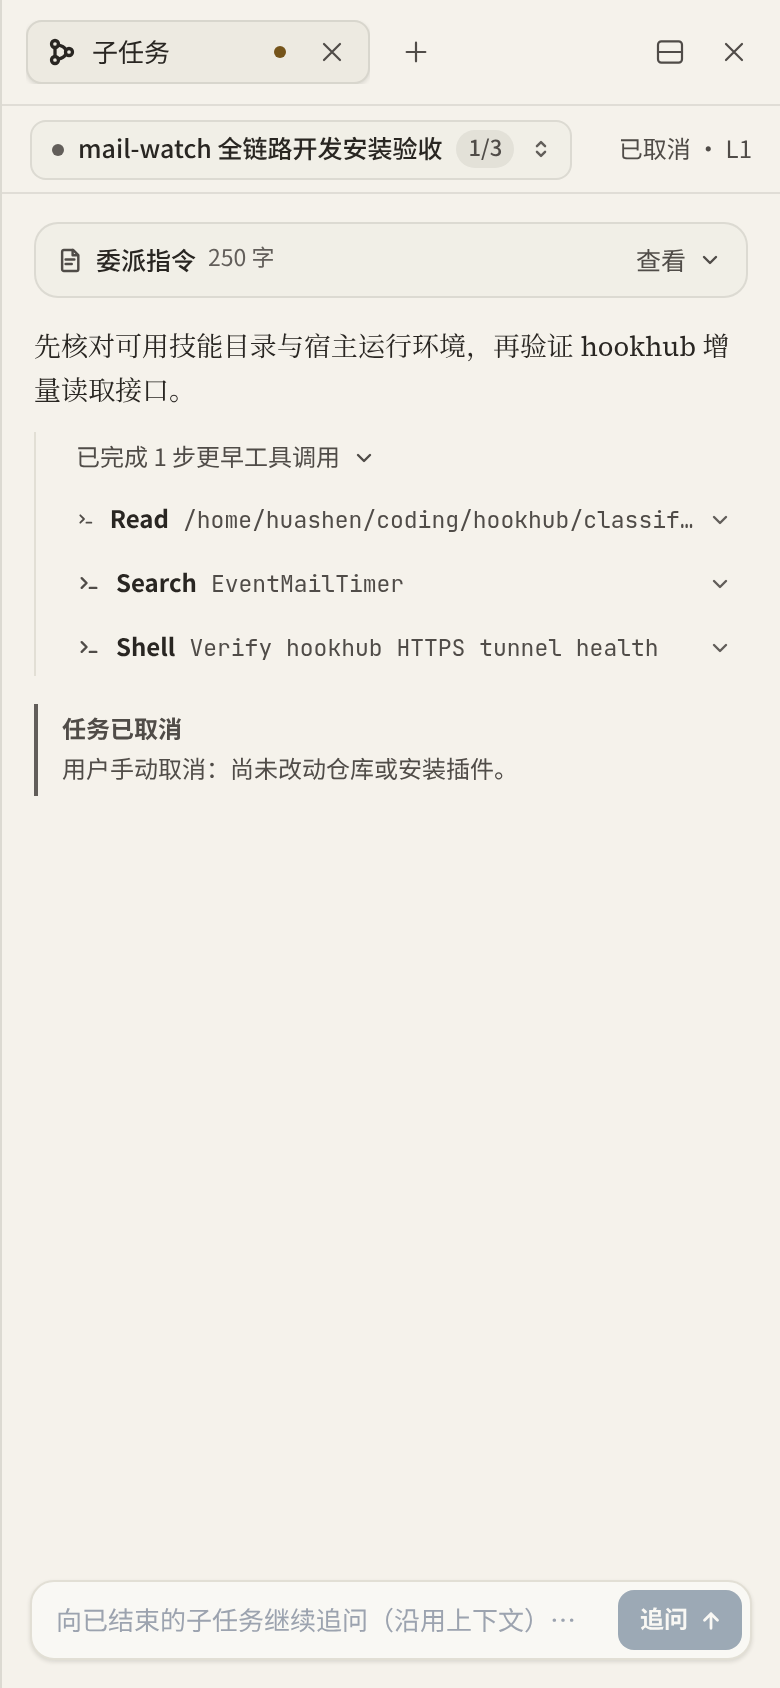 子任务
mail-watch 全链路开发安装验收 1/3 已取消 · L1
委派指令 250 字 查看
先核对可用技能目录与宿主运行环境，再验证 hookhub 增
量读取接口。
已完成 1 步更早工具调用
Read /home/huashen/coding/hookhub/classif…
Search EventMailTimer
Shell Verify hookhub HTTPS tunnel health
任务已取消
用户手动取消：尚未改动仓库或安装插件。
向已结束的子任务继续追问（沿用上下文）… 追问